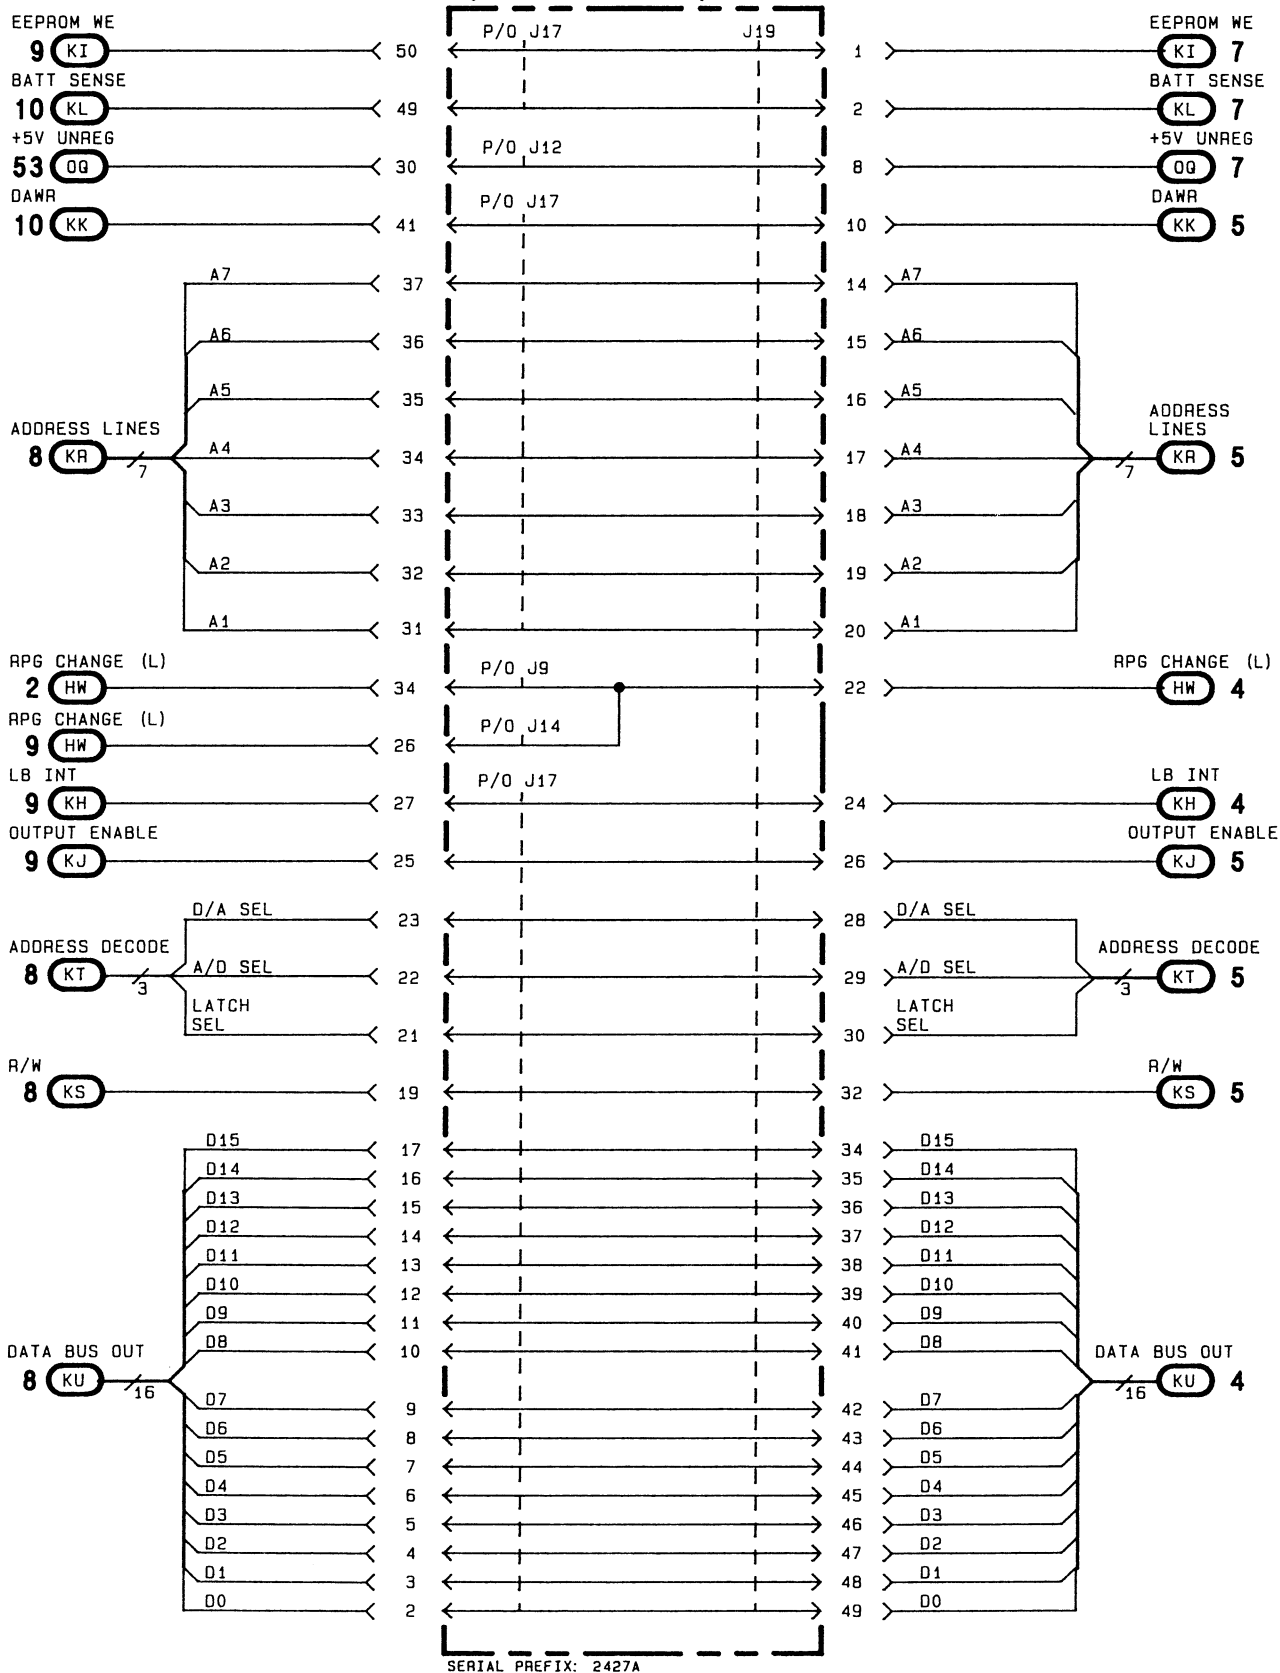 EEPROM WE P/O J17 J19 EEPROM WE
9 KI 50 1 KI 7
BATT SENSE BATT SENSE
10 KL 49 2 KL 7
+5V UNREG P/O J12 +5V UNREG
53 OQ 30 8 OQ 7
DAWR P/O J17 DAWR
10 KK 41 10 KK 5
A7 37 14 A7
A6 36 15 A6
A5 35 16 A5
ADDRESS LINES ADDRESS
LINES
8 KR 7 A4 34 17 A4 7 KR 5
A3 33 18 A3
A2 32 19 A2
A1 31 20 A1
RPG CHANGE (L) P/O J9 RPG CHANGE (L)
2 HW 34 22 HW 4
RPG CHANGE (L) P/O J14
9 HW 26
LB INT P/O J17 LB INT
9 KH 27 24 KH 4
OUTPUT ENABLE OUTPUT ENABLE
9 KJ 25 26 KJ 5
D/A SEL 23 28 D/A SEL
ADDRESS DECODE ADDRESS DECODE
8 KT 3 A/D SEL 22 29 A/D SEL 3 KT 5
LATCH LATCH
SEL 21 30 SEL
R/W R/W
8 KS 19 32 KS 5
D15 17 34 D15
D14 16 35 D14
D13 15 36 D13
D12 14 37 D12
D11 13 38 D11
D10 12 39 D10
D9 11 40 D9
D8 10 41 D8
DATA BUS OUT DATA BUS OUT
8 KU 16 16 KU 4
D7 9 42 D7
D6 8 43 D6
D5 7 44 D5
D4 6 45 D4
D3 5 46 D3
D2 4 47 D2
D1 3 48 D1
D0 2 49 D0
SERIAL PREFIX: 2427A